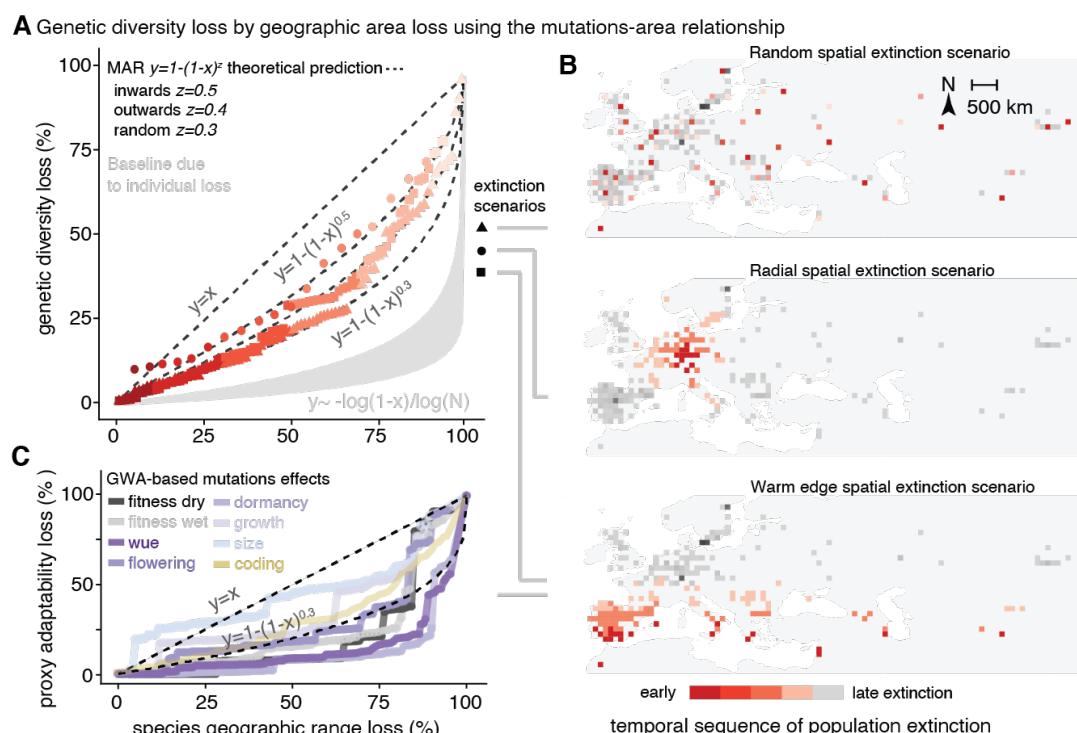 A Genetic diversity loss by geographic area loss using the mutations-area relationship
genetic diversity loss (%)
100
75
50
25
0
MAR y=1-(1-x)ᶻ theoretical prediction ---
inwards z=0.5
outwards z=0.4
random z=0.3
Baseline due
to individual loss
y=x
y=1-(1-x)^0.5
y=1-(1-x)^0.3
y~ -log(1-x)/log(N)
0 25 50 75 100
extinction
scenarios
B
Random spatial extinction scenario
N
500 km
Radial spatial extinction scenario
Warm edge spatial extinction scenario
early late extinction
temporal sequence of population extinction
C
proxy adaptability loss (%)
100
50
0
GWA-based mutations effects
fitness dry dormancy
fitness wet growth
wue size
flowering coding
y=x
y=1-(1-x)^0.3
0 25 50 75 100
species geographic range loss (%)